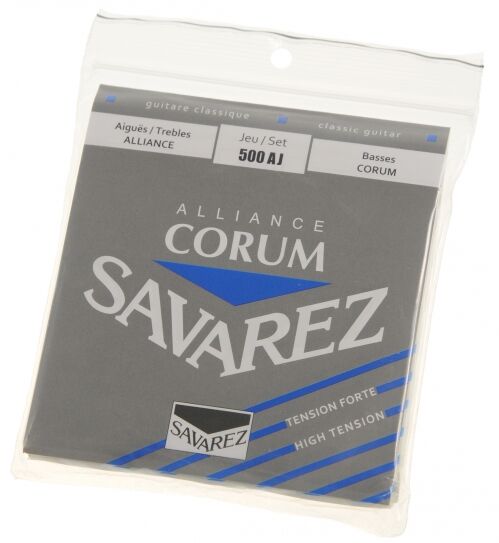 guitare classique
classic guitar
Aiguës / Trebles
ALLIANCE
Jeu / Set
500 AJ
Basses
CORUM
ALLIANCE
CORUM
SAVAREZ
TENSION FORTE
HIGH TENSION
SAVAREZ